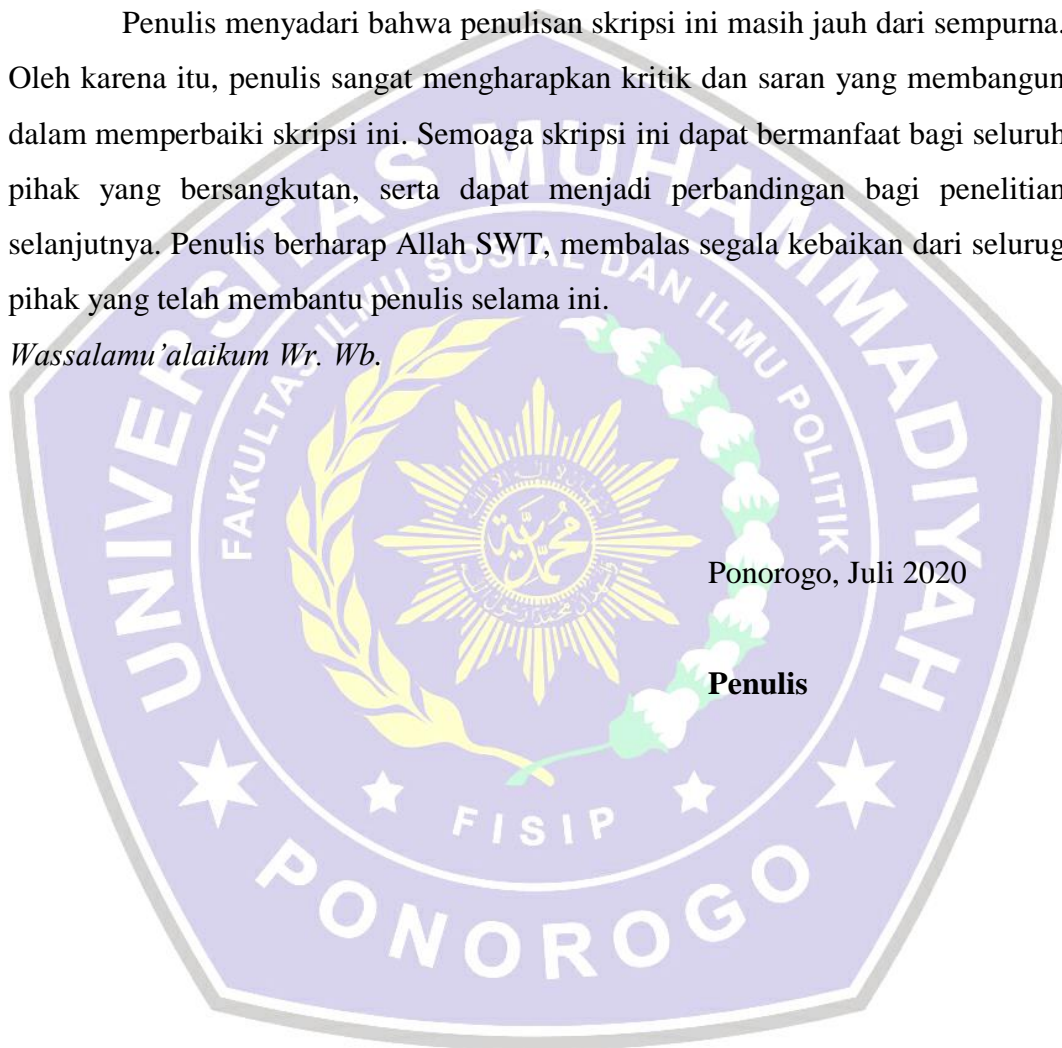 Penulis menyadari bahwa penulisan skripsi ini masih jauh dari sempurna.
Oleh karena itu, penulis sangat mengharapkan kritik dan saran yang membangun
dalam memperbaiki skripsi ini. Semoaga skripsi ini dapat bermanfaat bagi seluruh
pihak yang bersangkutan, serta dapat menjadi perbandingan bagi penelitian
selanjutnya. Penulis berharap Allah SWT, membalas segala kebaikan dari selurug
pihak yang telah membantu penulis selama ini.
Wassalamu’alaikum Wr. Wb.
Ponorogo, Juli 2020
Penulis
UNIVERSITAS MUHAMMADIYAH
FAKULTAS ILMU SOSIAL DAN ILMU POLITIK
محمدية
FISIP
PONOROGO